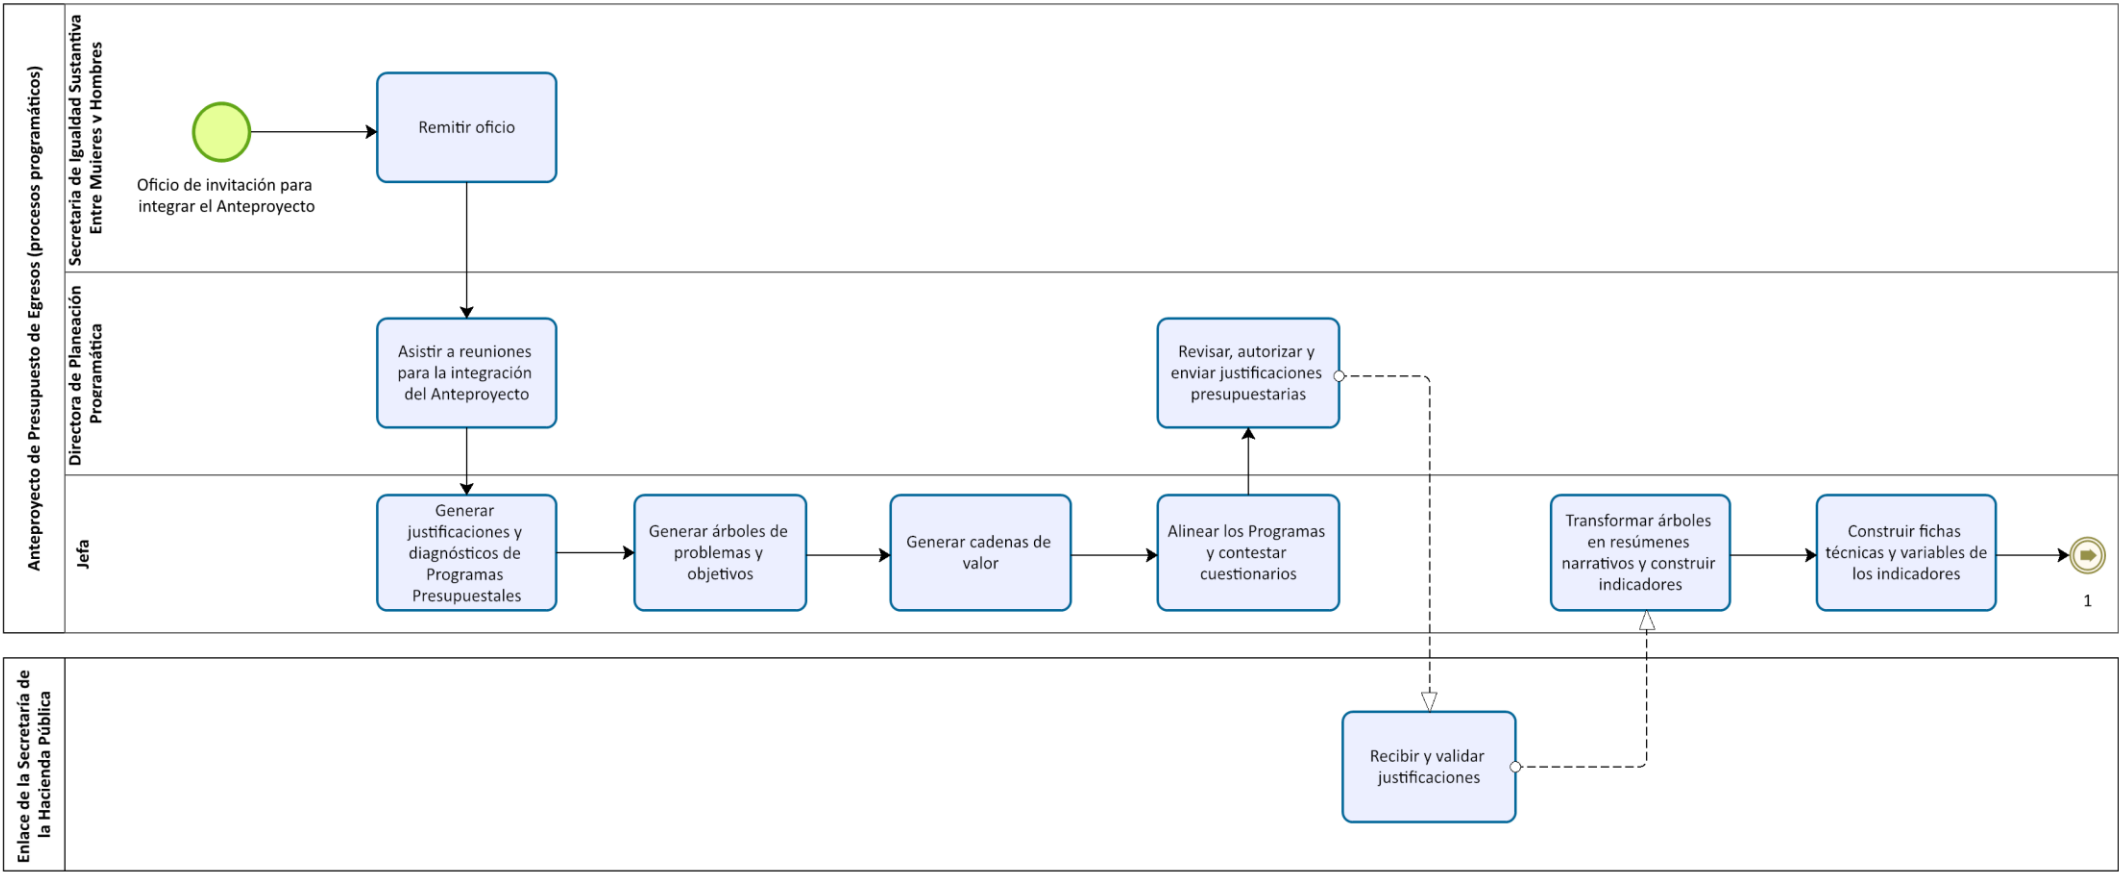 Anteproyecto de Presupuesto de Egresos (procesos programáticos)
Secretaria de Igualdad Sustantiva
Entre Mujeres y Hombres
Oficio de invitación para
integrar el Anteproyecto
Remitir oficio
Directora de Planeación
Programática
Asistir a reuniones
para la integración
del Anteproyecto
Revisar, autorizar y
enviar justificaciones
presupuestarias
Jefa
Generar
justificaciones y
diagnósticos de
Programas
Presupuestales
Generar árboles de
problemas y
objetivos
Generar cadenas de
valor
Alinear los Programas
y contestar
cuestionarios
Transformar árboles
en resúmenes
narrativos y construir
indicadores
Construir fichas
técnicas y variables de
los indicadores
1
Enlace de la Secretaría de
la Hacienda Pública
Recibir y validar
justificaciones